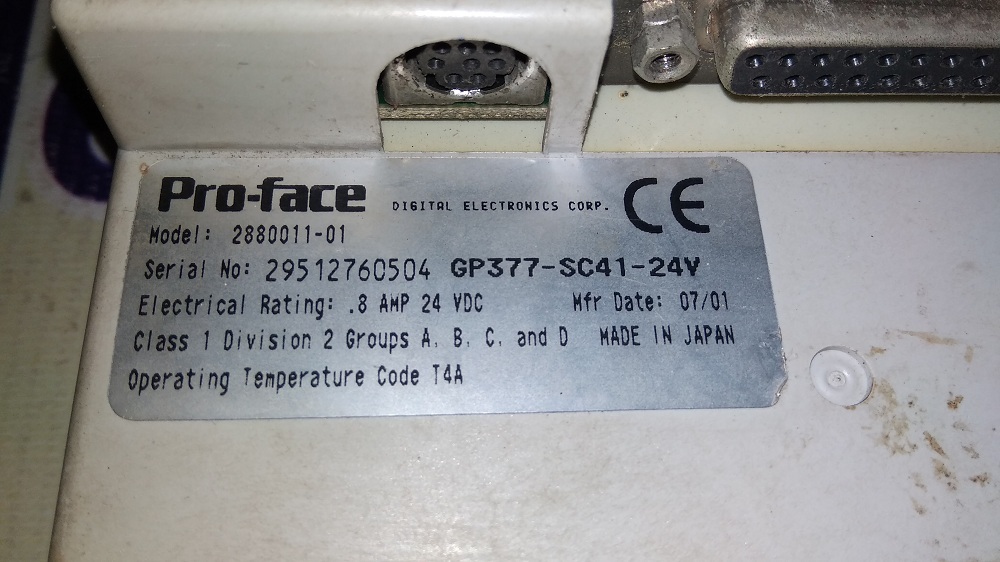 Pro-face DIGITAL ELECTRONICS CORP. CE
Model: 2880011-01
Serial No: 29512760504 GP377-SC41-24V
Electrical Rating: .8 AMP 24 VDC Mfr Date: 07/01
Class 1 Division 2 Groups A, B, C, and D MADE IN JAPAN
Operating Temperature Code T4A